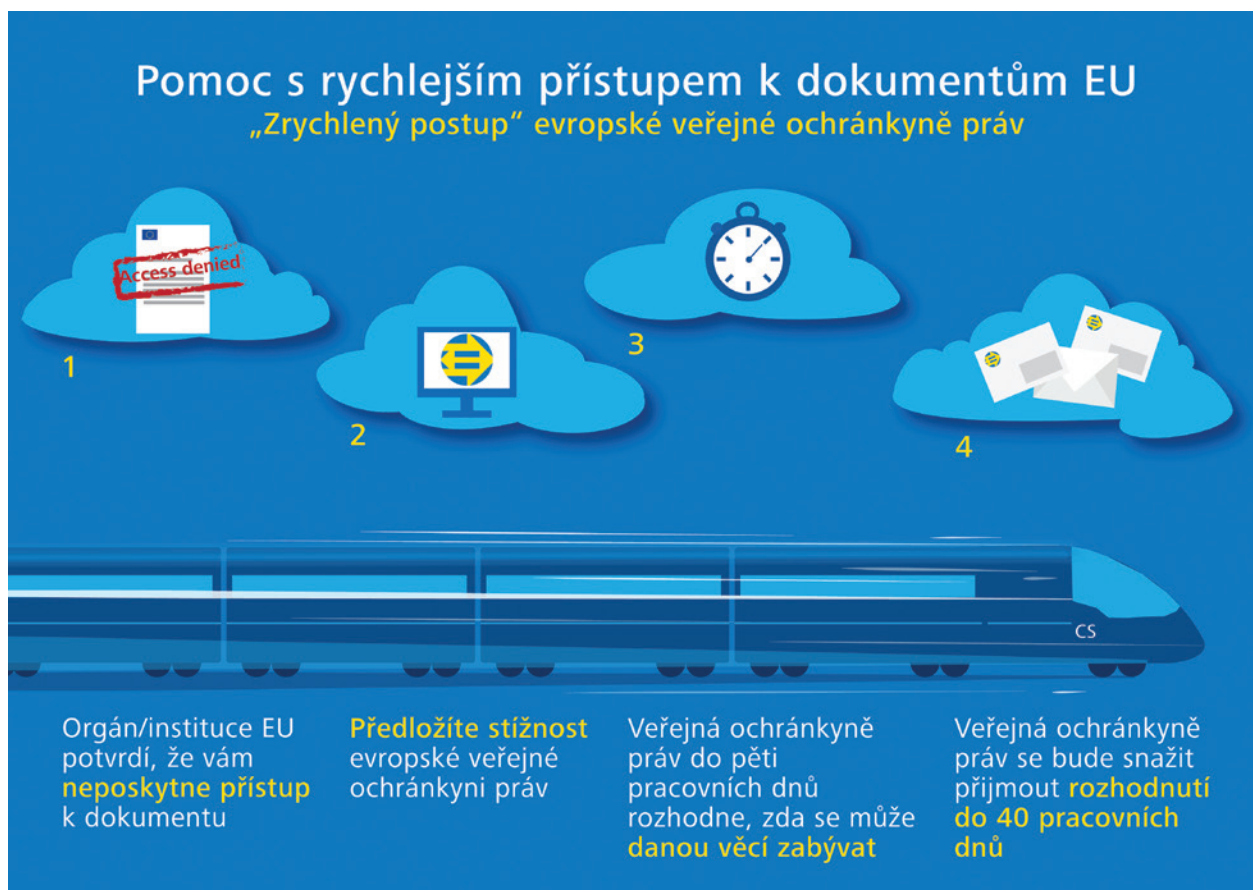 Pomoc s rychlejším přístupem k dokumentům EU
„Zrychlený postup“ evropské veřejné ochránkyně práv
Access denied
1
2
3
4
CS
Orgán/instituce EU
potvrdí, že vám
neposkytne přístup
k dokumentu
Předložíte stížnost
evropské veřejné
ochránkyni práv
Veřejná ochránkyně
práv do pěti
pracovních dnů
rozhodne, zda se může
danou věcí zabývat
Veřejná ochránkyně
práv se bude snažit
přijmout rozhodnutí
do 40 pracovních
dnů